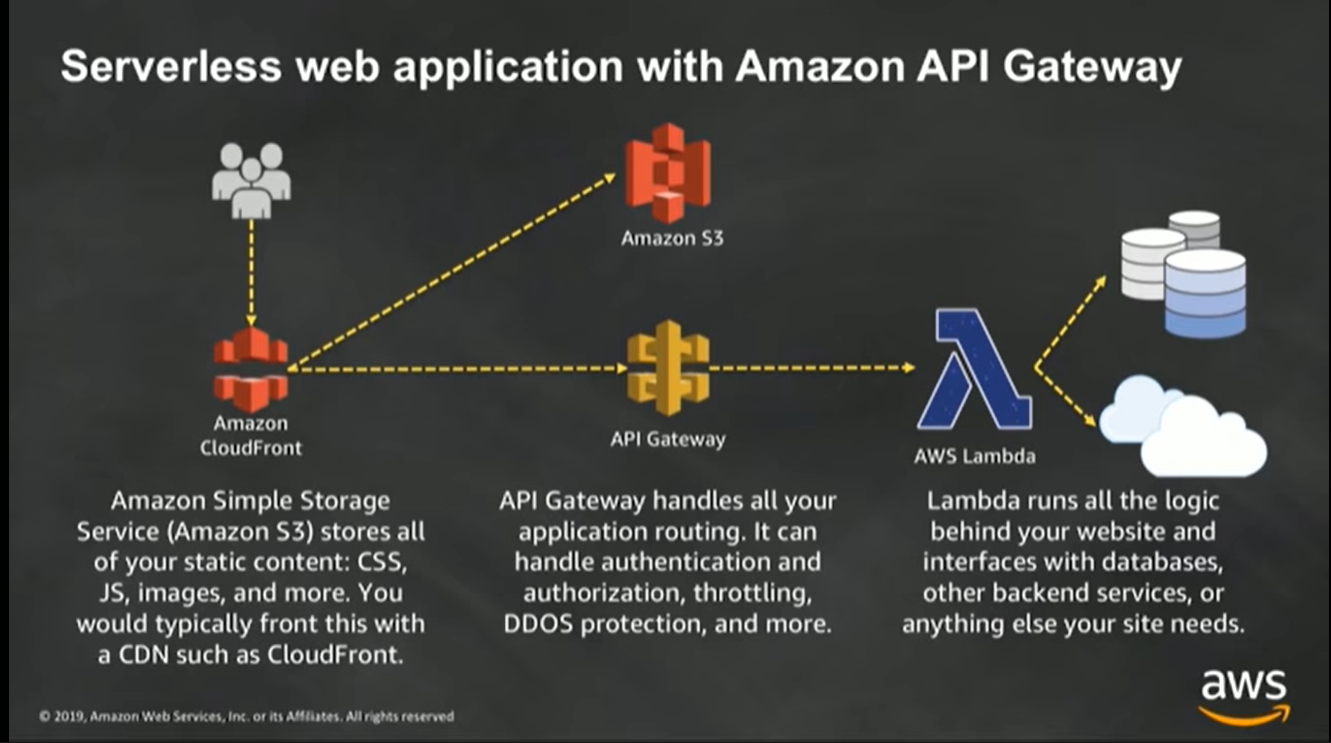 Serverless web application with Amazon API Gateway
Amazon S3
Amazon
CloudFront
API Gateway
AWS Lambda
Amazon Simple Storage
Service (Amazon S3) stores all
of your static content: CSS,
JS, images, and more. You
would typically front this with
a CDN such as CloudFront.
API Gateway handles all your
application routing. It can
handle authentication and
authorization, throttling,
DDOS protection, and more.
Lambda runs all the logic
behind your website and
interfaces with databases,
other backend services, or
anything else your site needs.
© 2019, Amazon Web Services, Inc. or its Affiliates. All rights reserved
aws